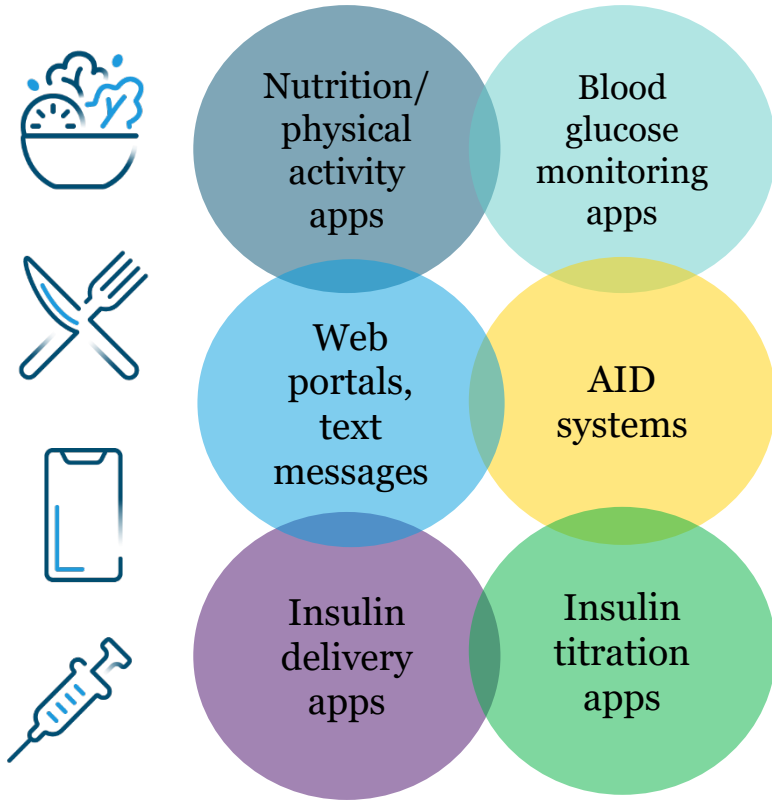 Nutrition/
physical
activity
apps
Blood
glucose
monitoring
apps
Web
portals,
text
messages
AID
systems
Insulin
delivery
apps
Insulin
titration
apps